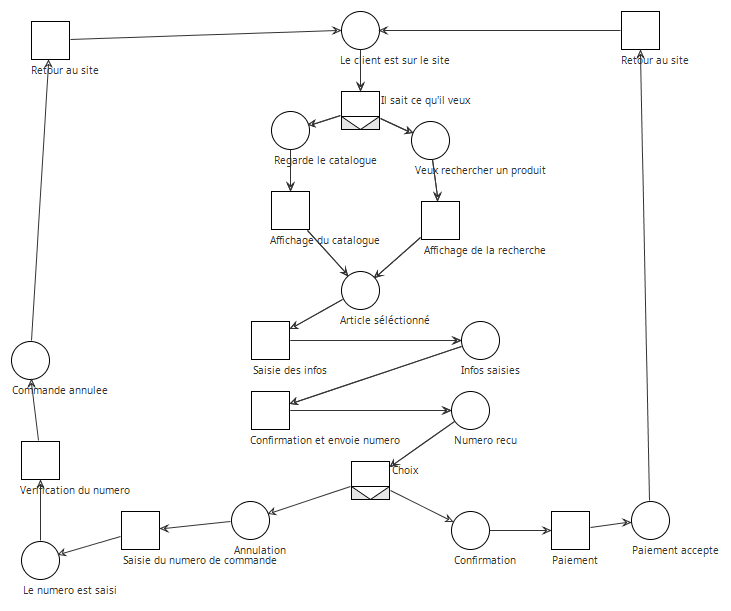 Retour au site
Le client est sur le site
Retour au site
Il sait ce qu'il veux
Regarde le catalogue
Veux rechercher un produit
Affichage du catalogue
Affichage de la recherche
Article séléctionné
Saisie des infos
Infos saisies
Commande annulee
Confirmation et envoie numero
Numero recu
Choix
Verification du numero
Annulation
Saisie du numero de commande
Confirmation
Paiement
Paiement accepte
Le numero est saisi